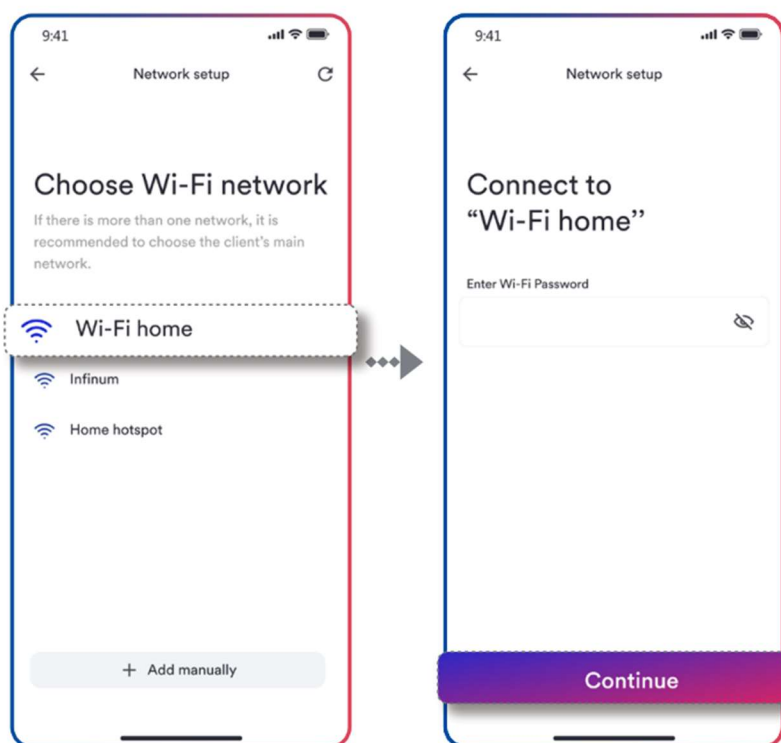 9:41
Network setup
Choose Wi-Fi network
If there is more than one network, it is
recommended to choose the client's main
network.
Wi-Fi home
Infinum
Home hotspot
+ Add manually
9:41
Network setup
Connect to
“Wi-Fi home’’
Enter Wi-Fi Password
Continue